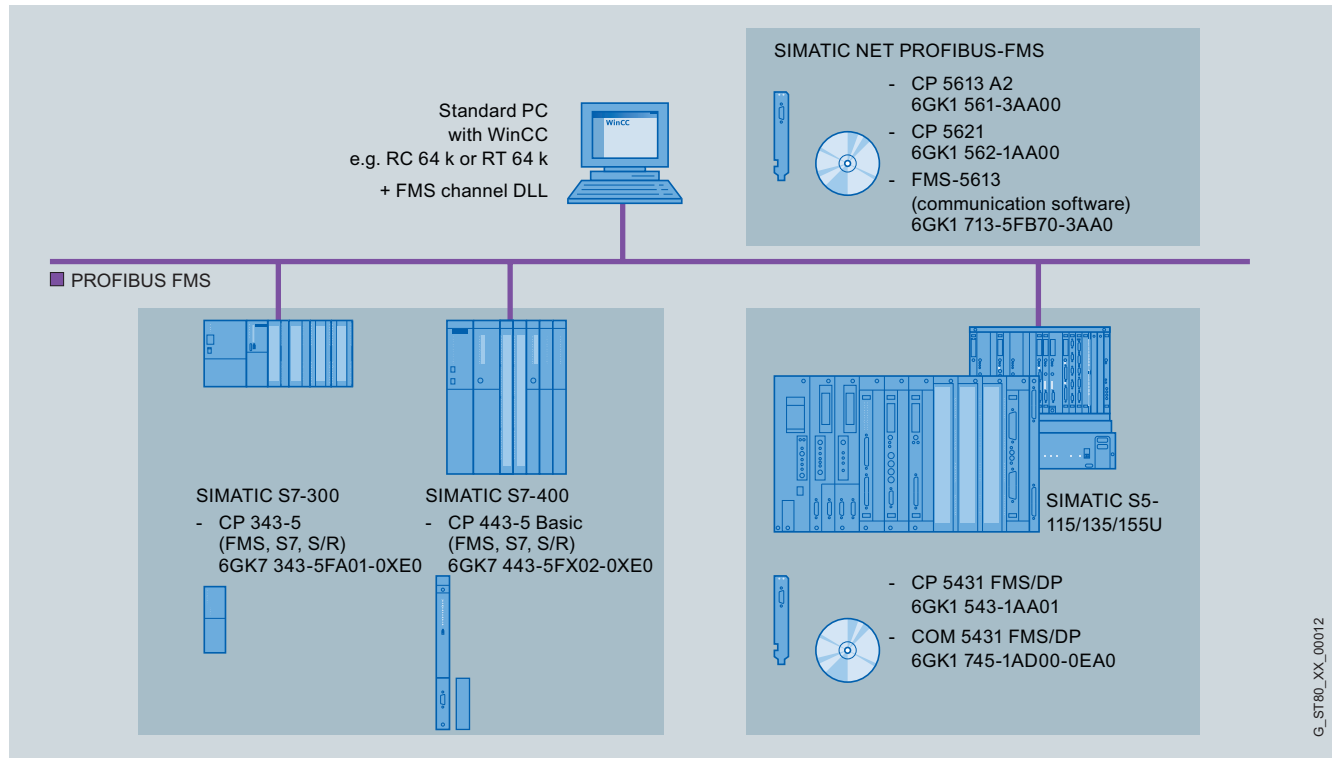 Standard PC
with WinCC
e.g. RC 64 k or RT 64 k
+ FMS channel DLL
WinCC
SIMATIC NET PROFIBUS-FMS
- CP 5613 A2
6GK1 561-3AA00
- CP 5621
6GK1 562-1AA00
- FMS-5613
(communication software)
6GK1 713-5FB70-3AA0
PROFIBUS FMS
SIMATIC S7-300
- CP 343-5
(FMS, S7, S/R)
6GK7 343-5FA01-0XE0
SIMATIC S7-400
- CP 443-5 Basic
(FMS, S7, S/R)
6GK7 443-5FX02-0XE0
SIMATIC S5-
115/135/155U
- CP 5431 FMS/DP
6GK1 543-1AA01
- COM 5431 FMS/DP
6GK1 745-1AD00-0EA0
G_ST80_XX_00012